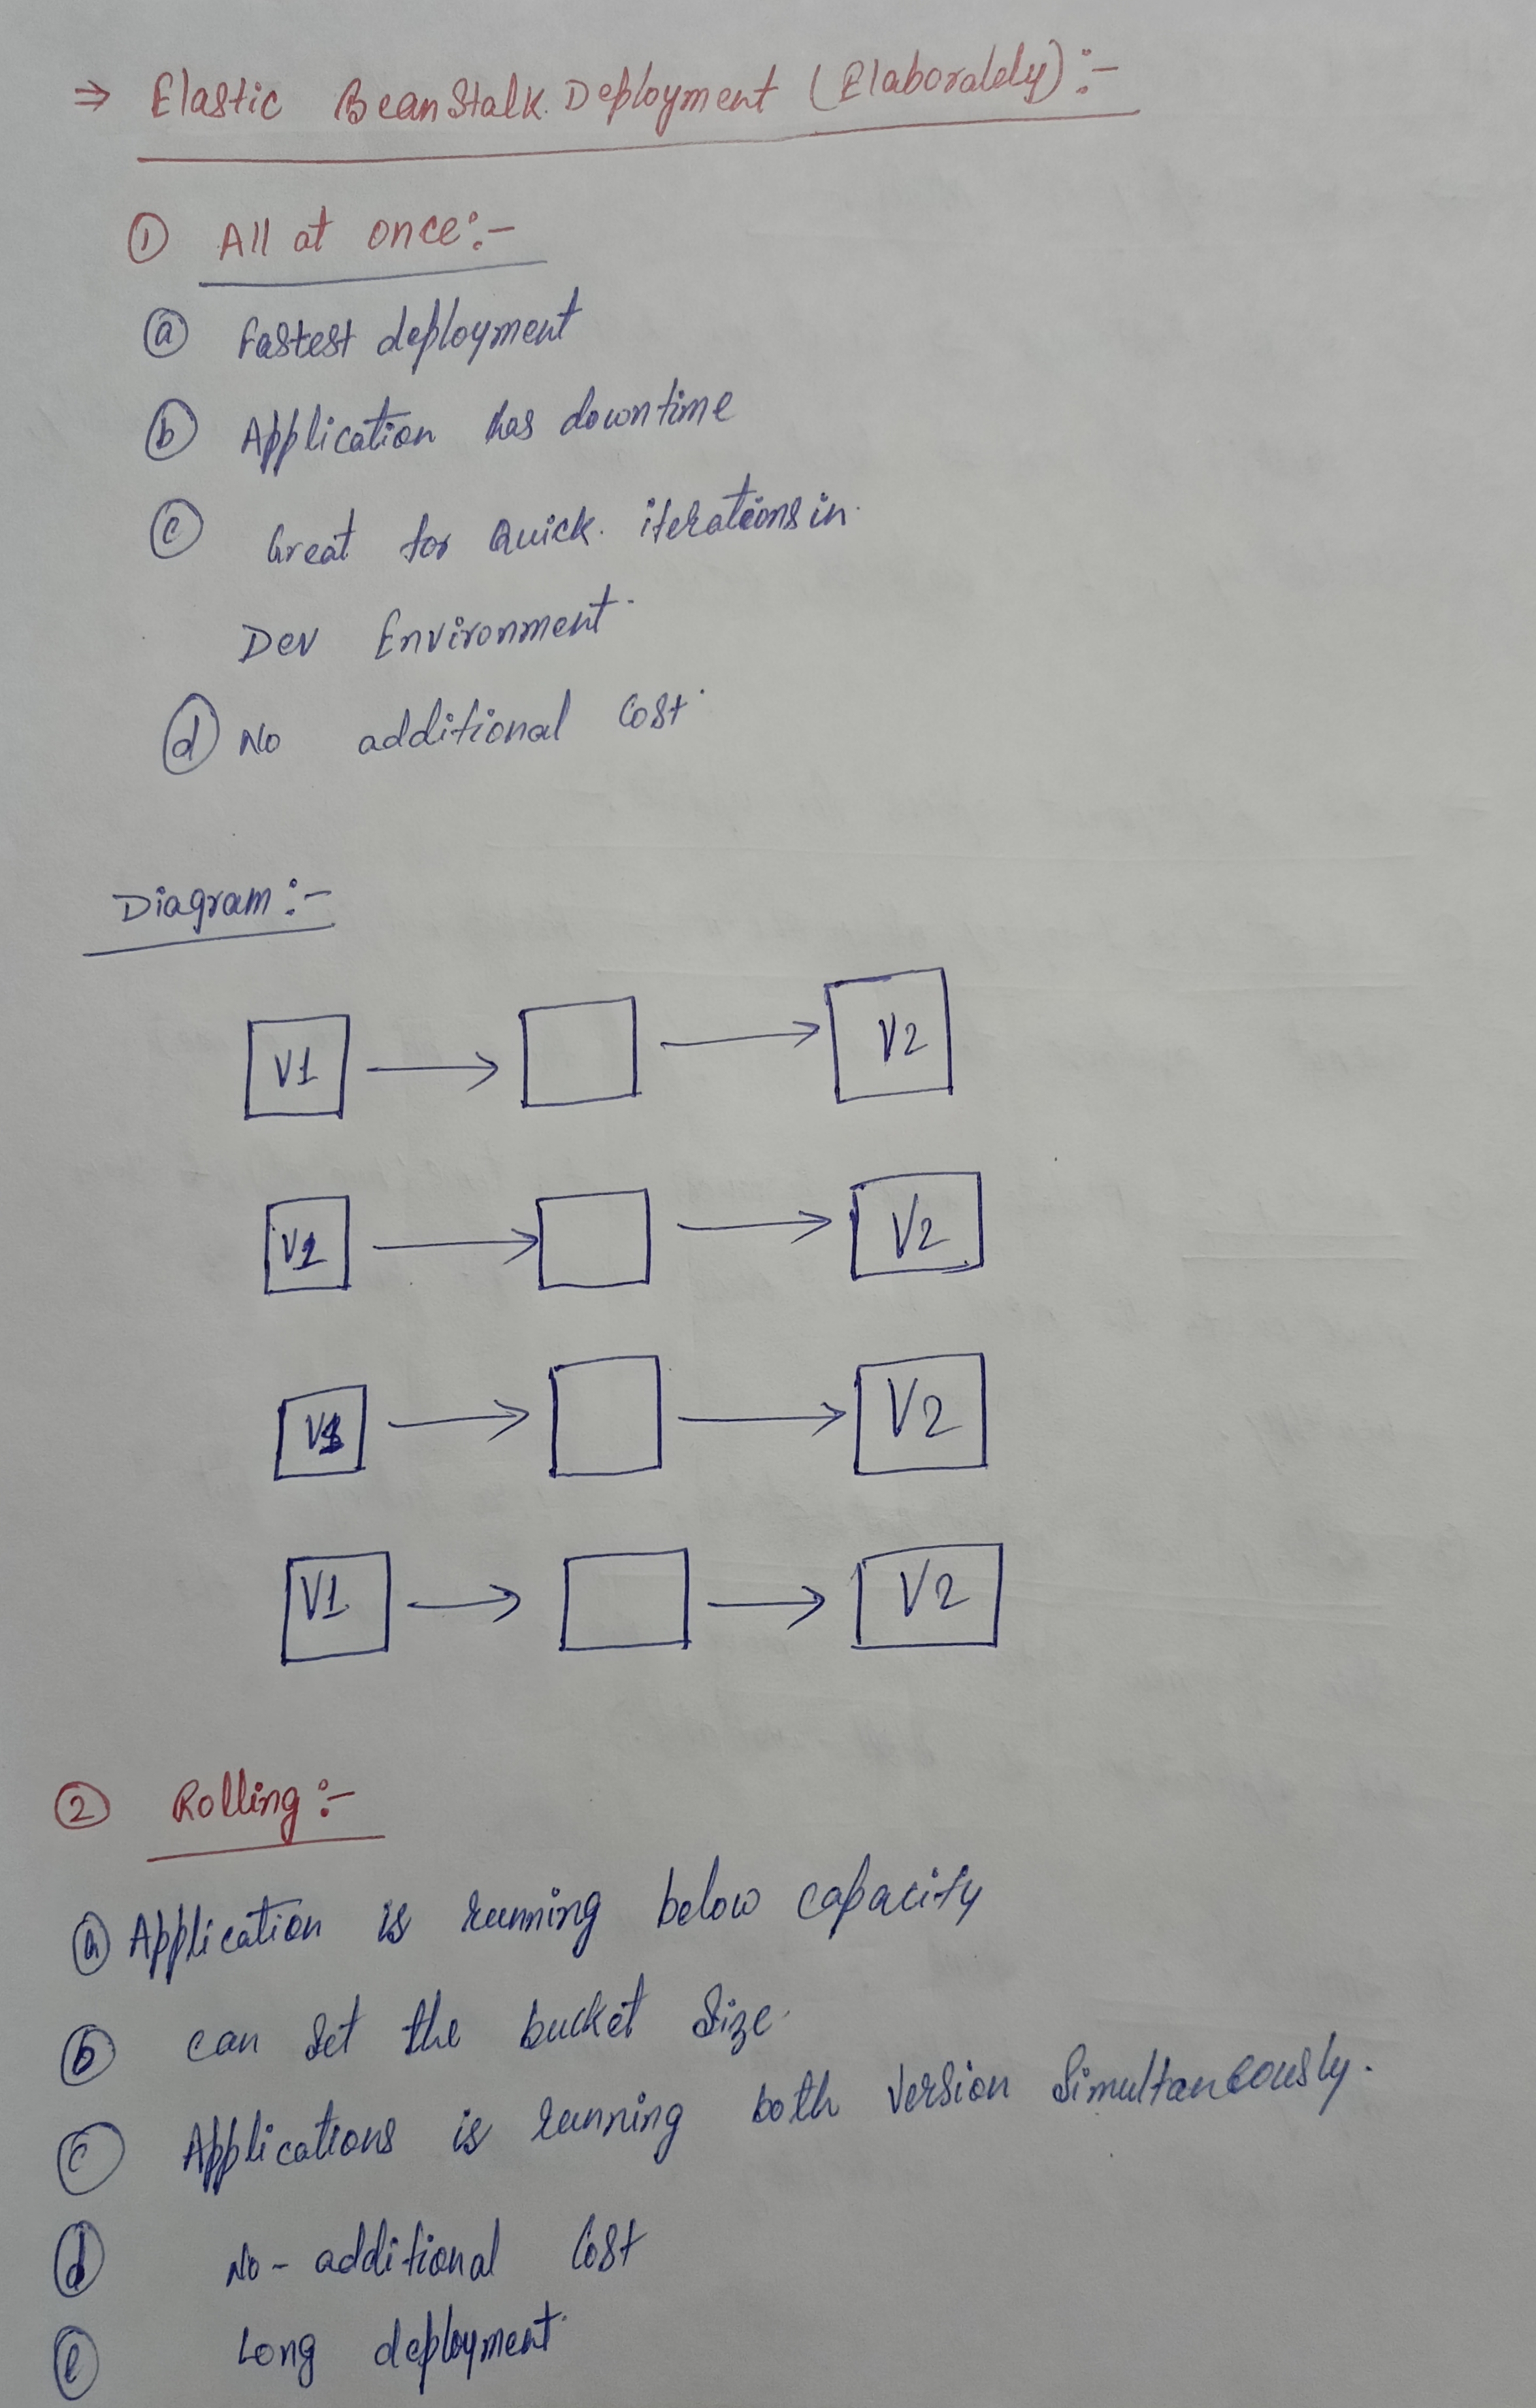 ⇒ Elastic BeanStalk Deployment (Elaborately):-
① All at once:-
ⓐ Fastest deployment
ⓑ Application has downtime
ⓒ Great for Quick iterations in
Dev Environment.
ⓓ No additional Cost.
Diagram:-
V1 → → V2
V1 → → V2
V1 → → V2
V1 → → V2
② Rolling:-
ⓐ Application is running below capacity
ⓑ can set the bucket size.
ⓒ Applications is running both version simultaneously.
ⓓ No - additional Cost
ⓔ Long deployment.